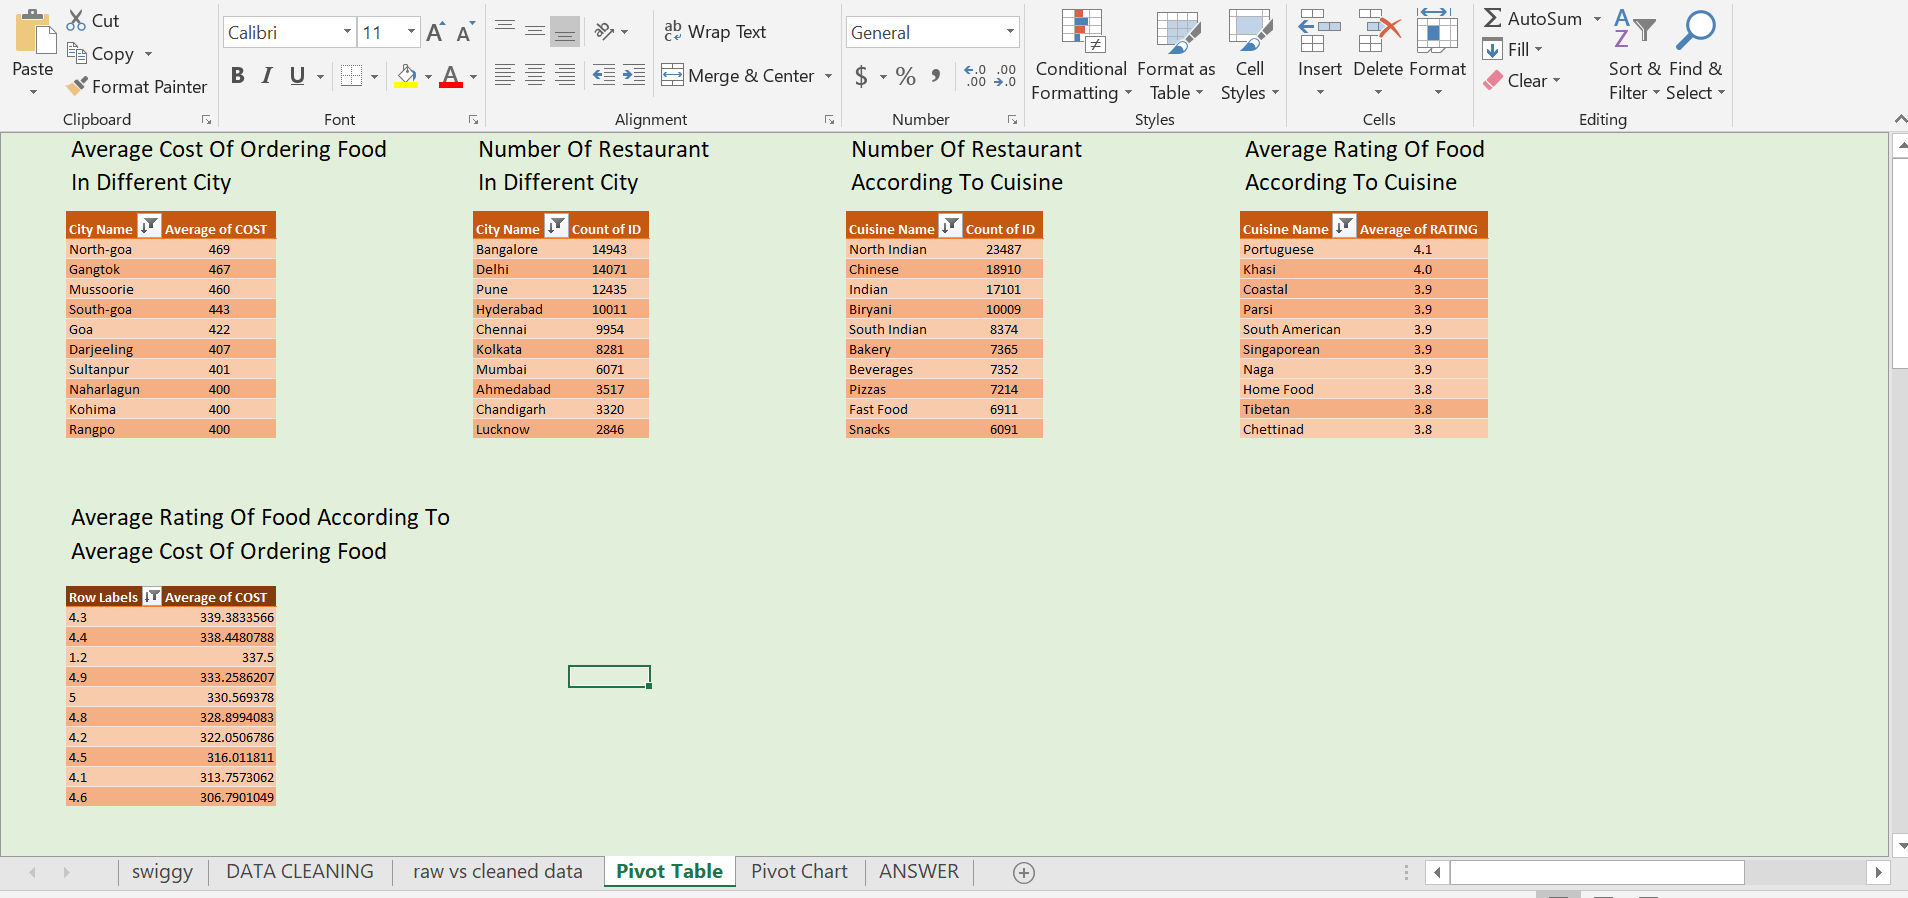 Cut
Copy
Format Painter
Paste
Clipboard
Calibri 11 A A
B I U A
Font
ab Wrap Text
Merge & Center
Alignment
General
$ % , .0 .00 .00 .0
Number
Conditional Formatting
Format as Table
Cell Styles
Styles
Insert
Delete
Format
Cells
Σ AutoSum
Fill
Clear
A Z
Sort & Filter
Find & Select
Editing
Average Cost Of Ordering Food
In Different City
City Name Average of COST
North-goa 469
Gangtok 467
Mussoorie 460
South-goa 443
Goa 422
Darjeeling 407
Sultanpur 401
Naharlagun 400
Kohima 400
Rangpo 400
Number Of Restaurant
In Different City
City Name Count of ID
Bangalore 14943
Delhi 14071
Pune 12435
Hyderabad 10011
Chennai 9954
Kolkata 8281
Mumbai 6071
Ahmedabad 3517
Chandigarh 3320
Lucknow 2846
Number Of Restaurant
According To Cuisine
Cuisine Name Count of ID
North Indian 23487
Chinese 18910
Indian 17101
Biryani 10009
South Indian 8374
Bakery 7365
Beverages 7352
Pizzas 7214
Fast Food 6911
Snacks 6091
Average Rating Of Food
According To Cuisine
Cuisine Name Average of RATING
Portuguese 4.1
Khasi 4.0
Coastal 3.9
Parsi 3.9
South American 3.9
Singaporean 3.9
Naga 3.9
Home Food 3.8
Tibetan 3.8
Chettinad 3.8
Average Rating Of Food According To
Average Cost Of Ordering Food
Row Labels Average of COST
4.3 339.3833566
4.4 338.4480788
1.2 337.5
4.9 333.2586207
5 330.569378
4.8 328.8994083
4.2 322.0506786
4.5 316.011811
4.1 313.7573062
4.6 306.7901049
swiggy DATA CLEANING raw vs cleaned data Pivot Table Pivot Chart ANSWER